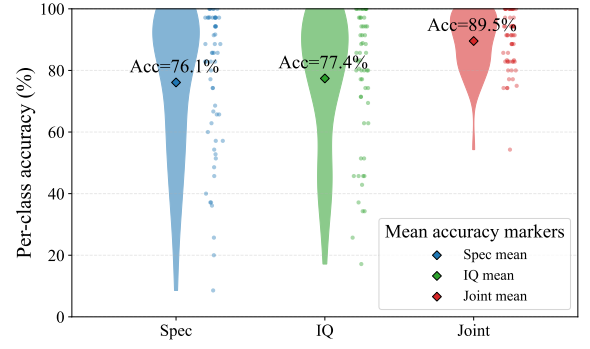 Per-class accuracy (%)
100
80
60
40
20
0
Acc=76.1%
Acc=77.4%
Acc=89.5%
Mean accuracy markers
Spec mean
IQ mean
Joint mean
Spec
IQ
Joint